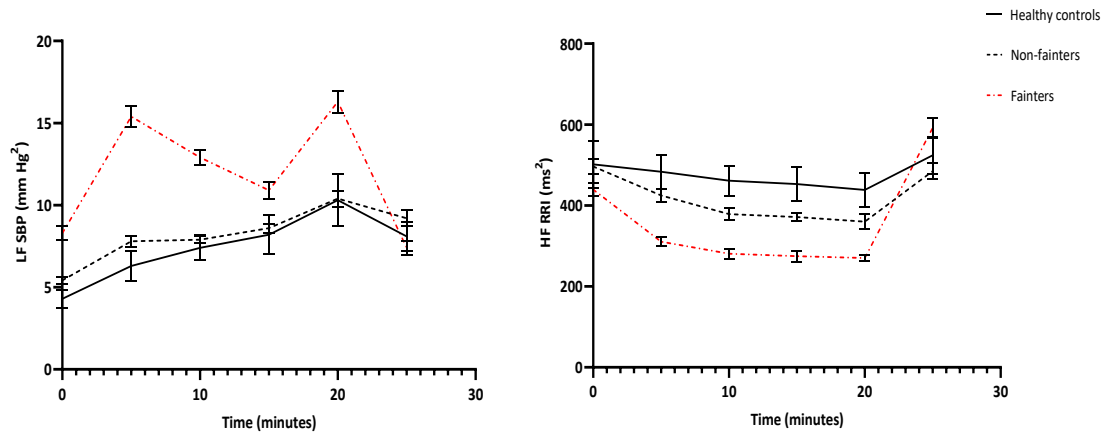 Healthy controls
Non-fainters
Fainters
20
15
10
5
0
LF SBP (mm Hg²)
0 10 20 30
Time (minutes)
800
600
400
200
0
HF RRI (ms²)
0 10 20 30
Time (minutes)